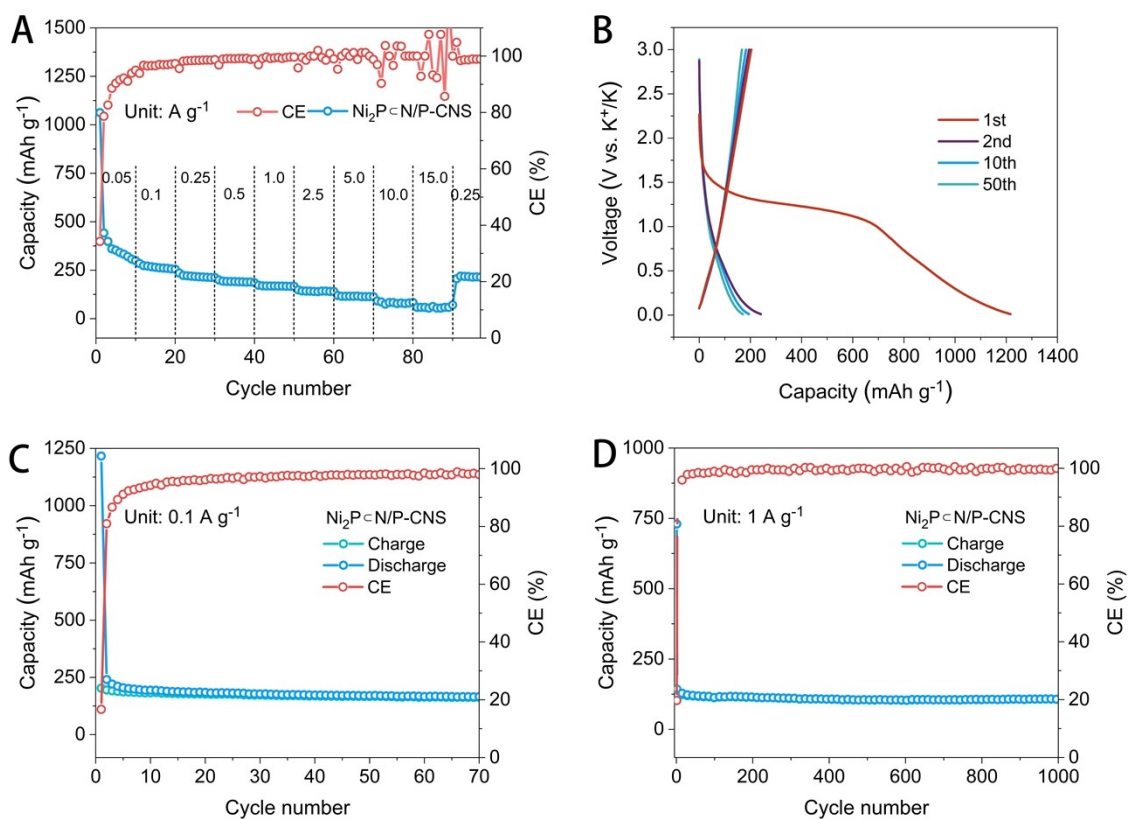 A
1500
1250
1000
750
500
250
0
Capacity (mAh g⁻¹)
Unit: A g⁻¹
CE
Ni₂P⊂N/P-CNS
0.05
0.1
0.25
0.5
1.0
2.5
5.0
10.0
15.0
0.25
100
80
60
40
20
0
CE (%)
0 20 40 60 80
Cycle number
B
3.0
2.5
2.0
1.5
1.0
0.5
0.0
Voltage (V vs. K⁺/K)
1st
2nd
10th
50th
0 200 400 600 800 1000 1200 1400
Capacity (mAh g⁻¹)
C
1250
1000
750
500
250
0
Capacity (mAh g⁻¹)
Unit: 0.1 A g⁻¹
Ni₂P⊂N/P-CNS
Charge
Discharge
CE
100
80
60
40
20
0
CE (%)
0 10 20 30 40 50 60 70
Cycle number
D
1000
750
500
250
0
Capacity (mAh g⁻¹)
Unit: 1 A g⁻¹
Ni₂P⊂N/P-CNS
Charge
Discharge
CE
100
80
60
40
20
0
CE (%)
0 200 400 600 800 1000
Cycle number